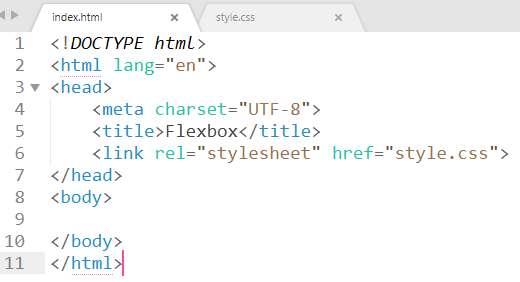 index.html × style.css ×
1 <!DOCTYPE html>
2 <html lang="en">
3 <head>
4     <meta charset="UTF-8">
5     <title>Flexbox</title>
6     <link rel="stylesheet" href="style.css">
7 </head>
8 <body>
9
10 </body>
11 </html>